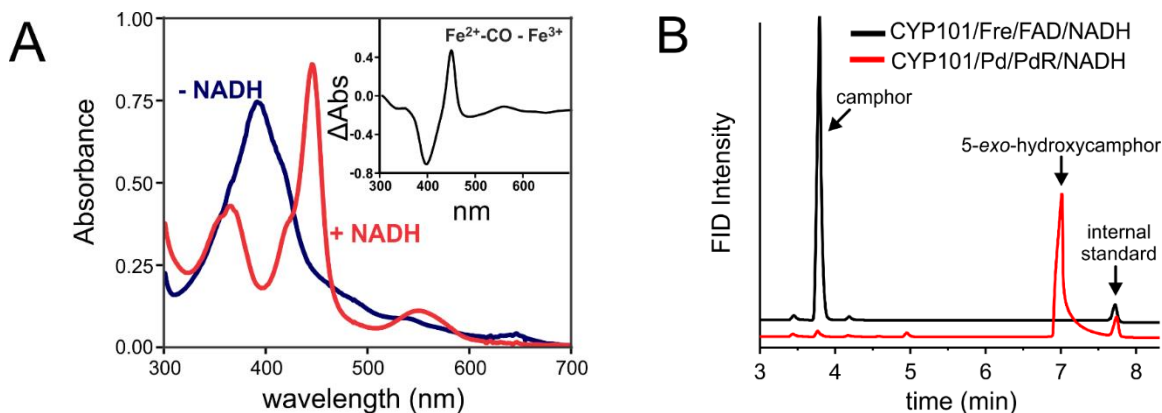 A
Absorbance
1.00
0.75
0.50
0.25
0.00
- NADH
+ NADH
300 400 500 600 700
wavelength (nm)
Fe²⁺-CO - Fe³⁺
ΔAbs
0.4
0.0
-0.4
-0.8
300 400 500 600
nm
B
FID Intensity
CYP101/Fre/FAD/NADH
CYP101/Pd/PdR/NADH
camphor
5-exo-hydroxycamphor
internal
standard
3 4 5 6 7 8
time (min)